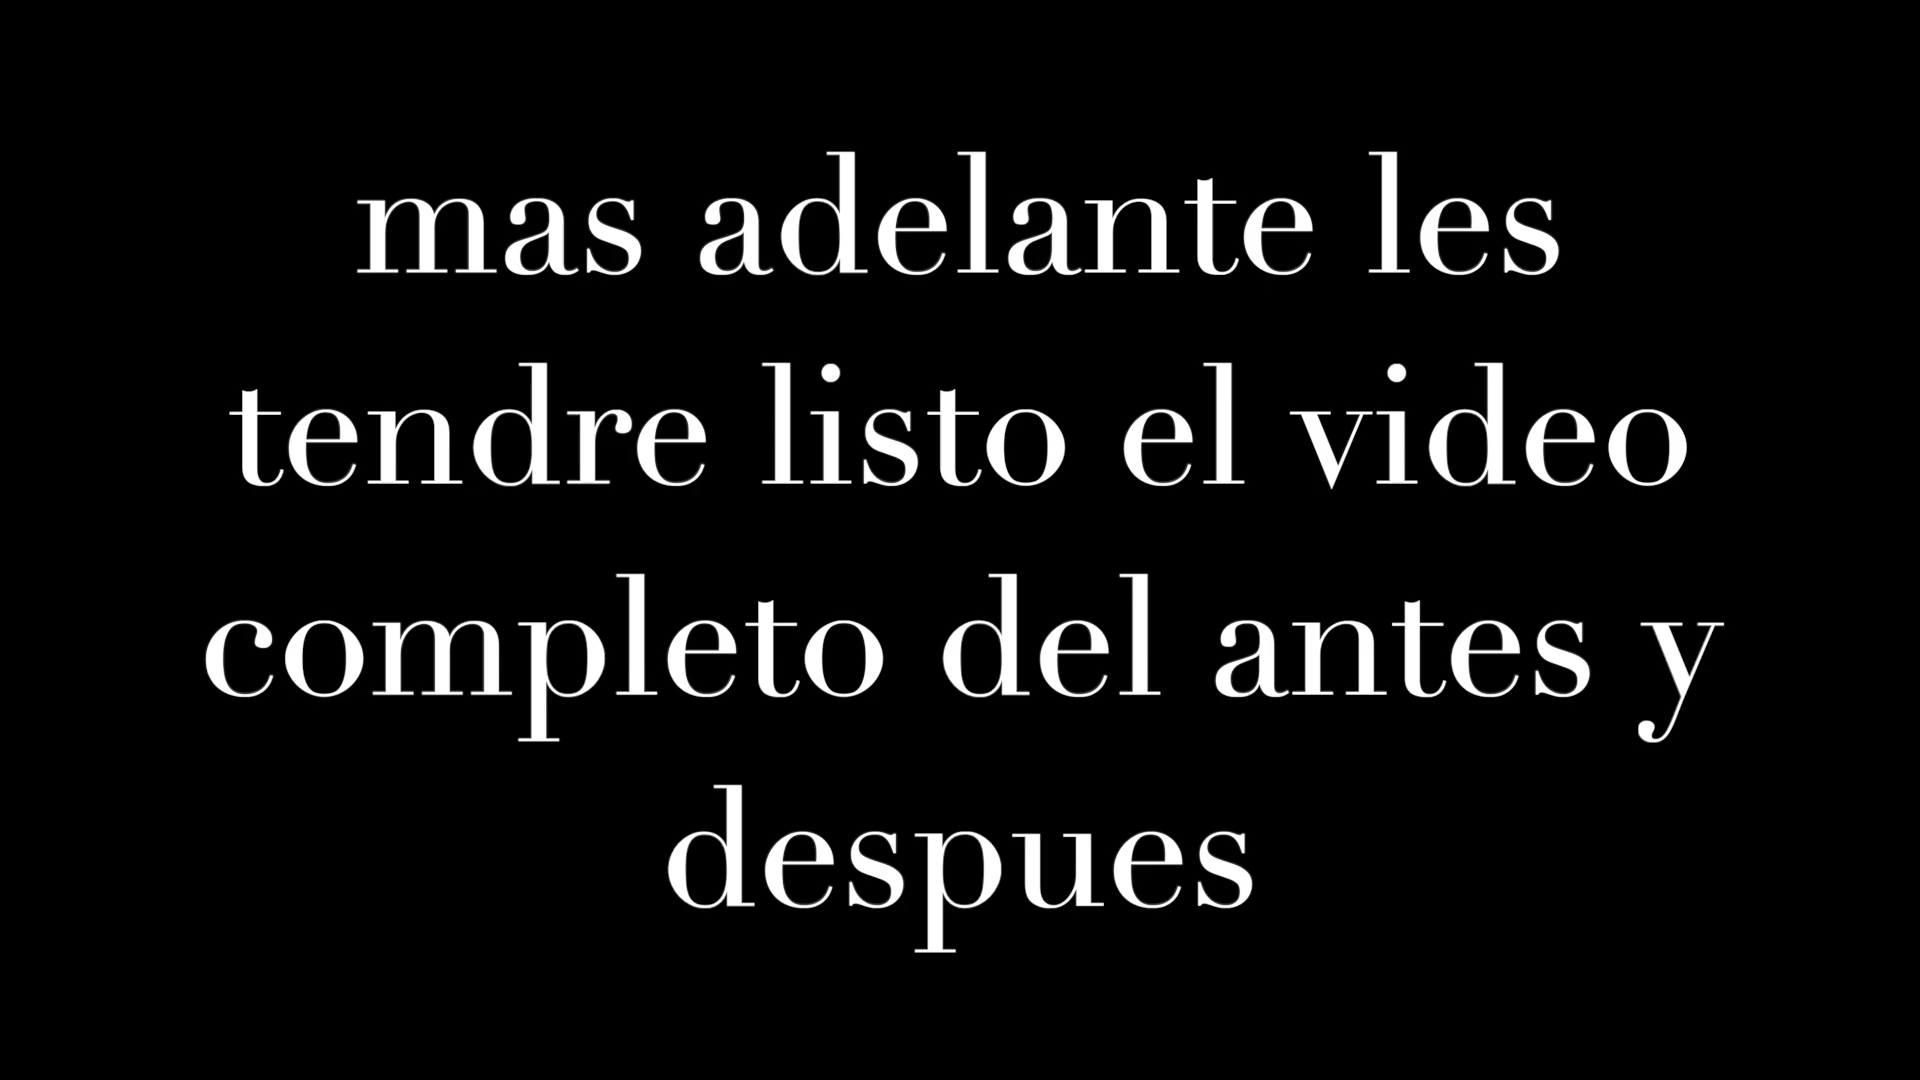 mas adelante les
tendre listo el video
completo del antes y
despues